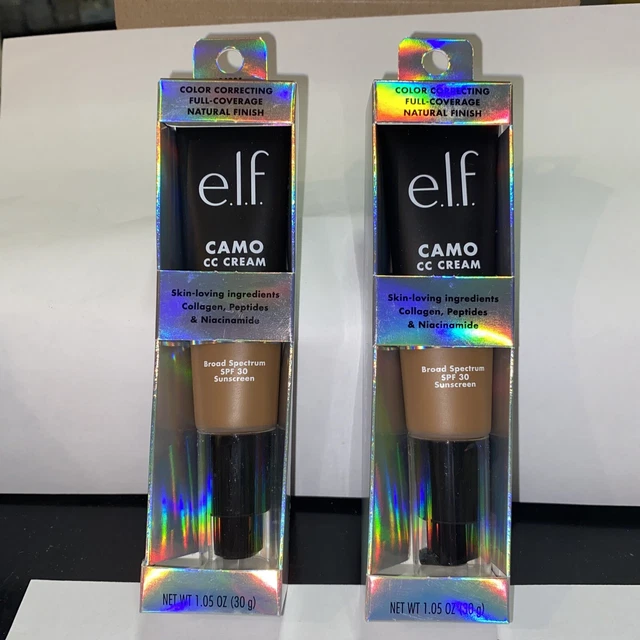 COLOR CORRECTING
FULL-COVERAGE
NATURAL FINISH
e.l.f.
CAMO
CC CREAM
Skin-loving ingredients
Collagen, Peptides
& Niacinamide
Broad Spectrum
SPF 30
Sunscreen
NET WT 1.05 OZ (30 g)
COLOR CORRECTING
FULL-COVERAGE
NATURAL FINISH
e.l.f.
CAMO
CC CREAM
Skin-loving ingredients
Collagen, Peptides
& Niacinamide
Broad Spectrum
SPF 30
Sunscreen
NET WT 1.05 OZ (30 g)